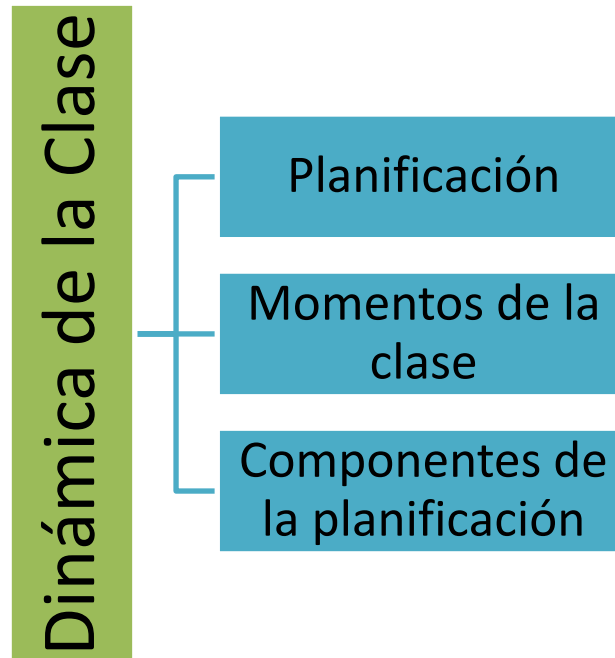 Dinámica de la Clase
Planificación
Momentos de la
clase
Componentes de
la planificación